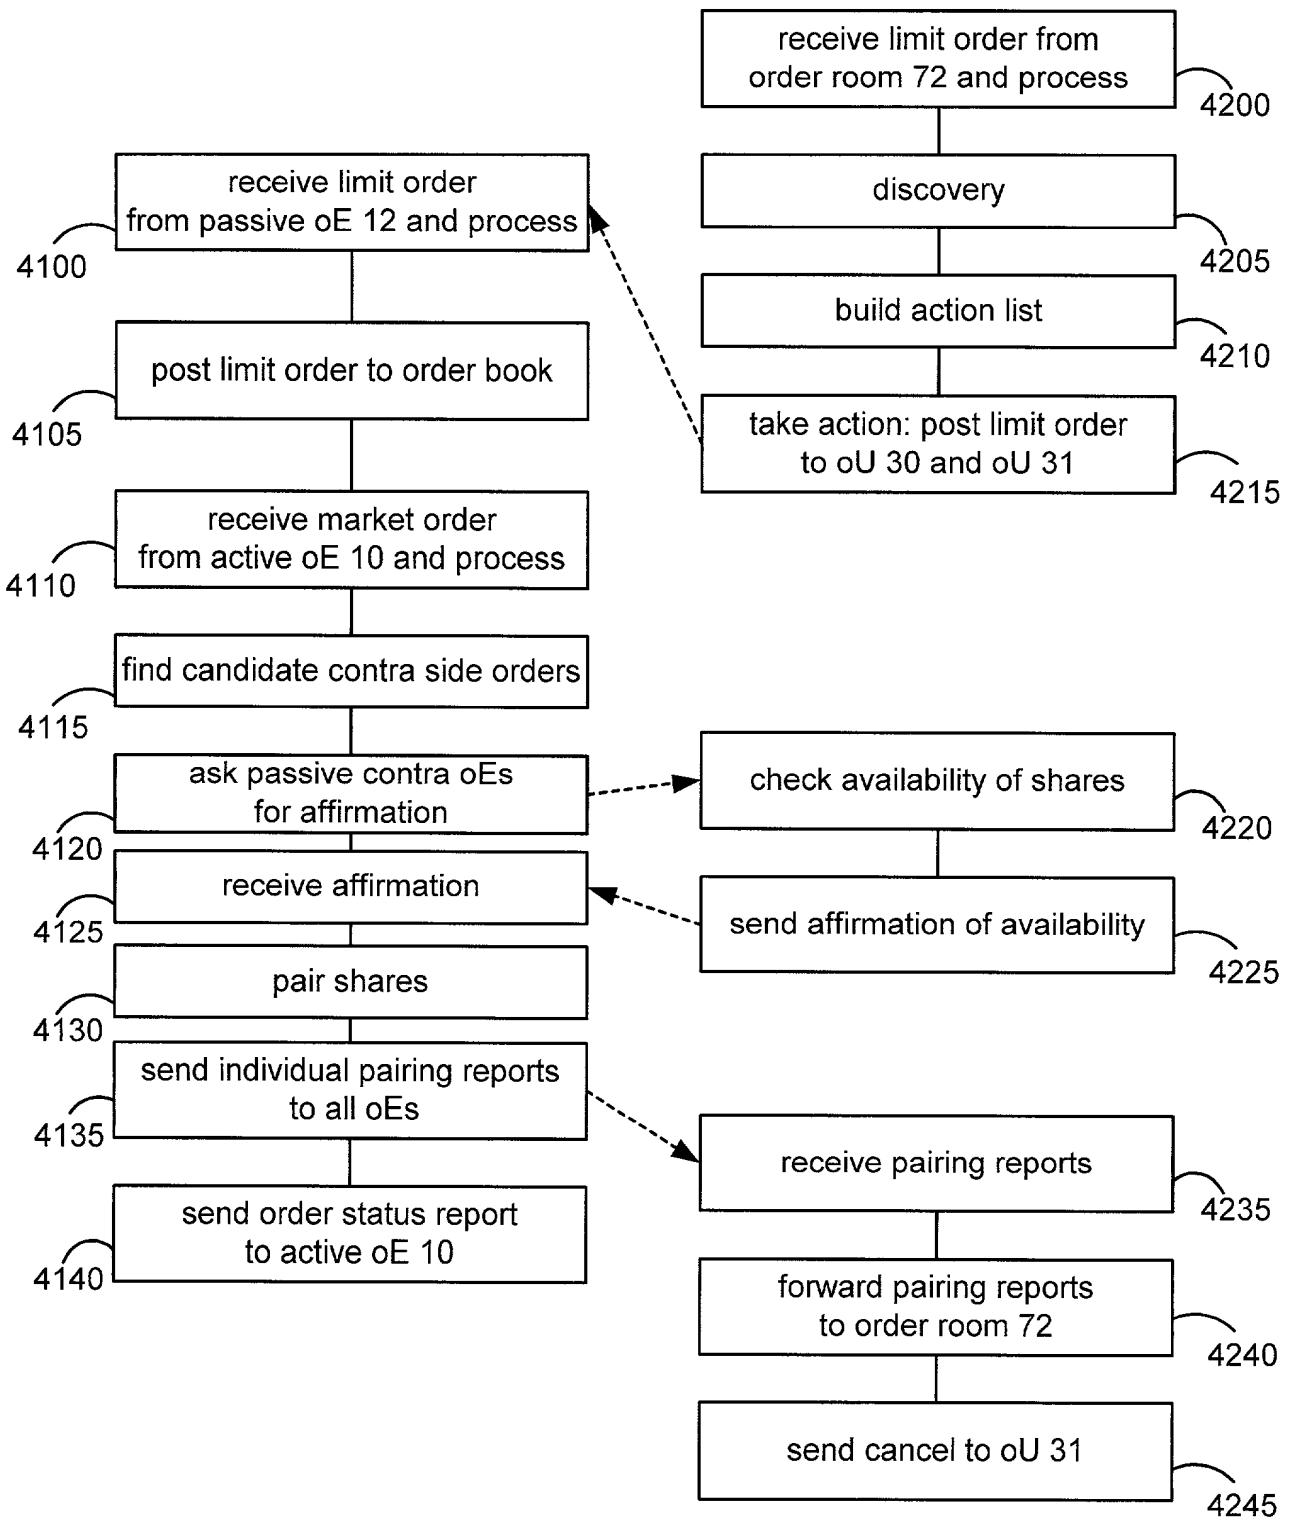 receive limit order from
order room 72 and process
4200
discovery
4205
build action list
4210
take action: post limit order
to oU 30 and oU 31
4215
receive limit order
from passive oE 12 and process
4100
post limit order to order book
4105
receive market order
from active oE 10 and process
4110
find candidate contra side orders
4115
ask passive contra oEs
for affirmation
4120
check availability of shares
4220
receive affirmation
4125
send affirmation of availability
4225
pair shares
4130
send individual pairing reports
to all oEs
4135
receive pairing reports
4235
send order status report
to active oE 10
4140
forward pairing reports
to order room 72
4240
send cancel to oU 31
4245